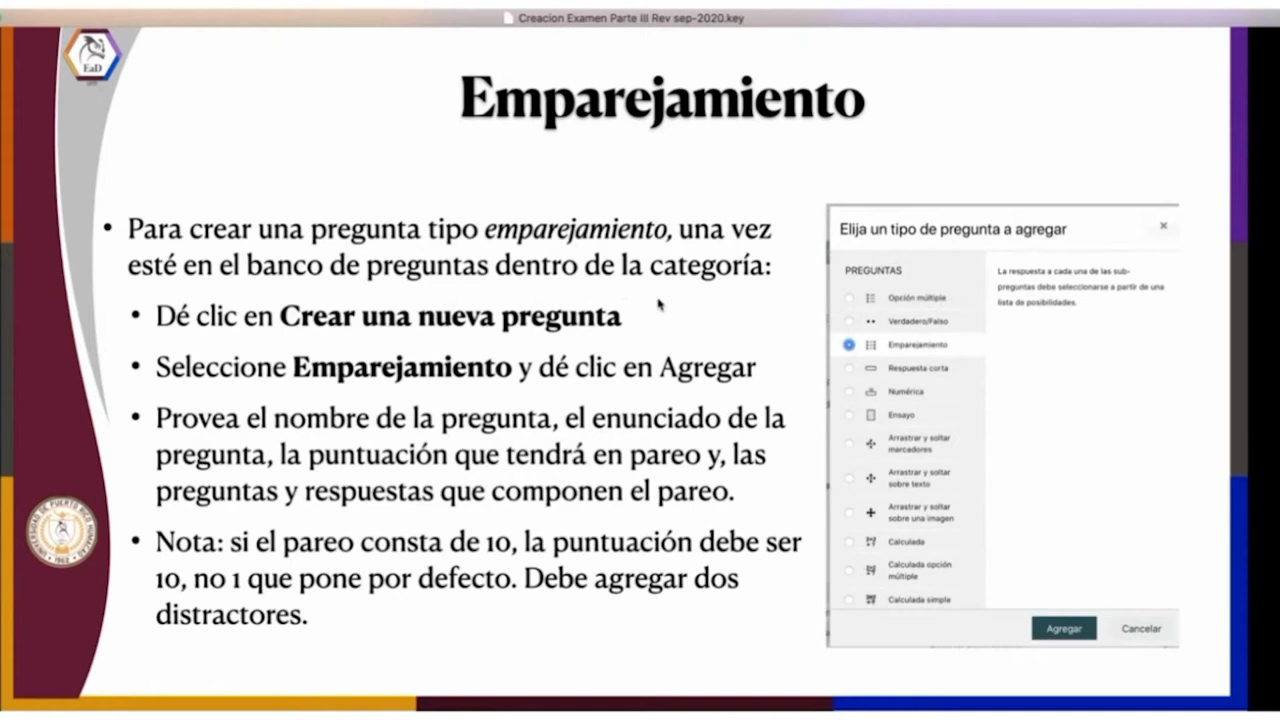 Creacion Examen Parte III Rev sep-2020.key
EaD
Emparejamiento
• Para crear una pregunta tipo emparejamiento, una vez
esté en el banco de preguntas dentro de la categoría:
• Dé clic en Crear una nueva pregunta
• Seleccione Emparejamiento y dé clic en Agregar
• Provea el nombre de la pregunta, el enunciado de la
pregunta, la puntuación que tendrá en pareo y, las
preguntas y respuestas que componen el pareo.
• Nota: si el pareo consta de 10, la puntuación debe ser
10, no 1 que pone por defecto. Debe agregar dos
distractores.
Elija un tipo de pregunta a agregar
PREGUNTAS
Opción múltiple
Verdadero/Falso
Emparejamiento
Respuesta corta
Numérica
Ensayo
Arrastrar y soltar
marcadores
Arrastrar y soltar
sobre texto
Arrastrar y soltar
sobre una imagen
Calculada
Calculada opción
múltiple
Calculada simple
La respuesta a cada una de las sub-
preguntas debe seleccionarse a partir de una
lista de posibilidades.
Agregar
Cancelar